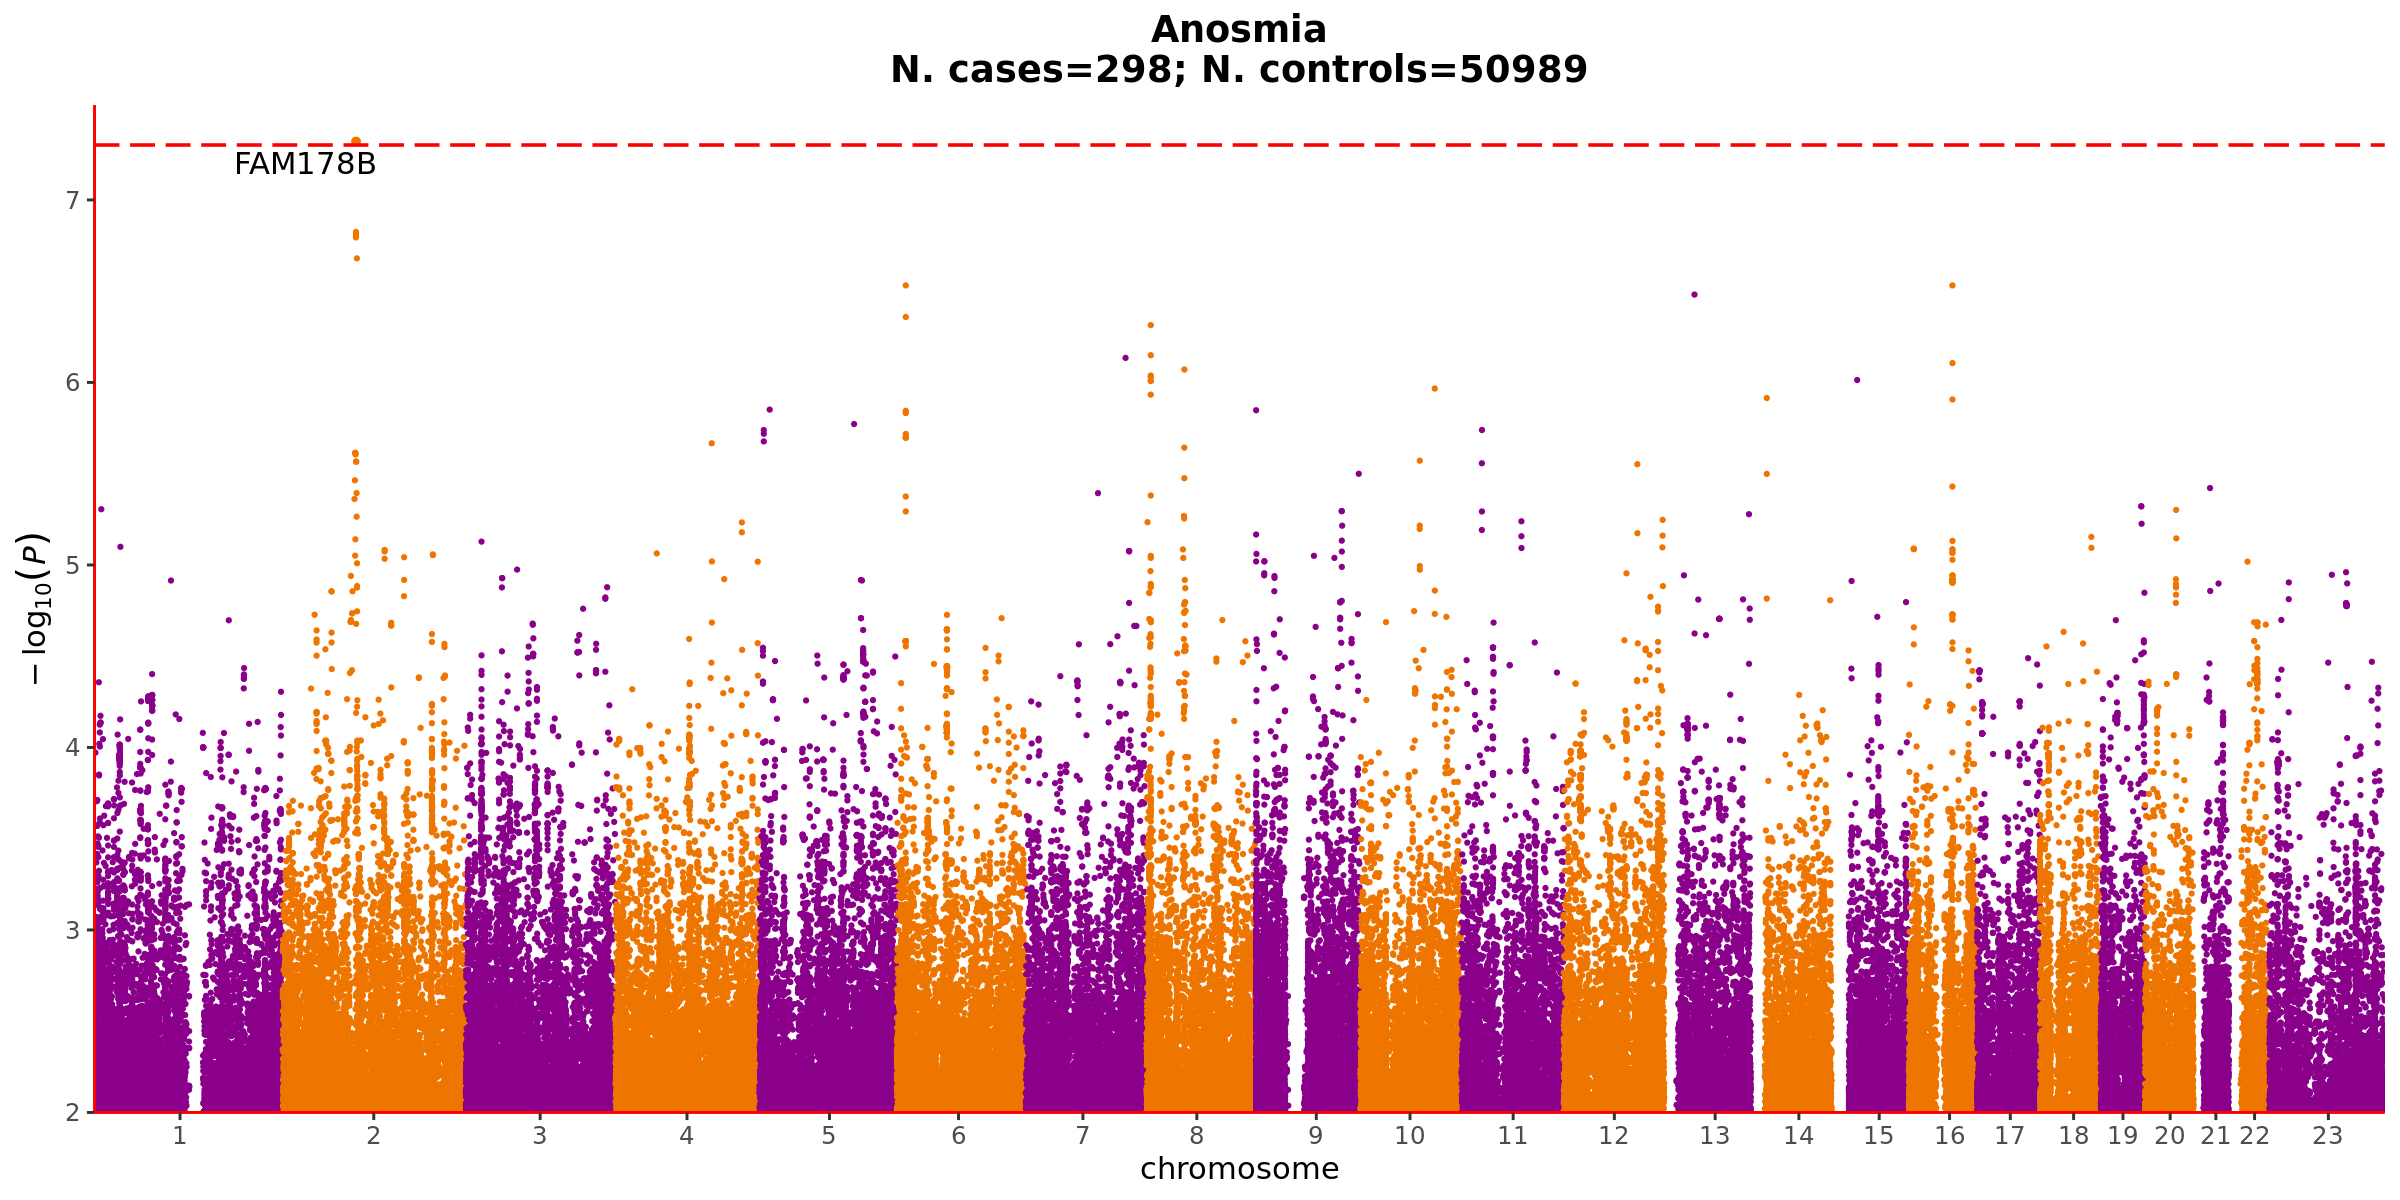 Anosmia
N. cases=298; N. controls=50989
FAM178B
7
6
5
4
3
2
−log10(P)
1 2 3 4 5 6 7 8 9 10 11 12 13 14 15 16 17 18 19 20 21 22 23
chromosome